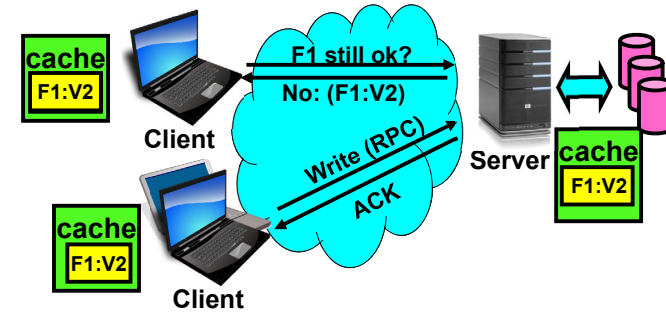 cache
F1:V2
Client
F1 still ok?
No: (F1:V2)
Server
cache
F1:V2
Write (RPC)
ACK
cache
F1:V2
Client